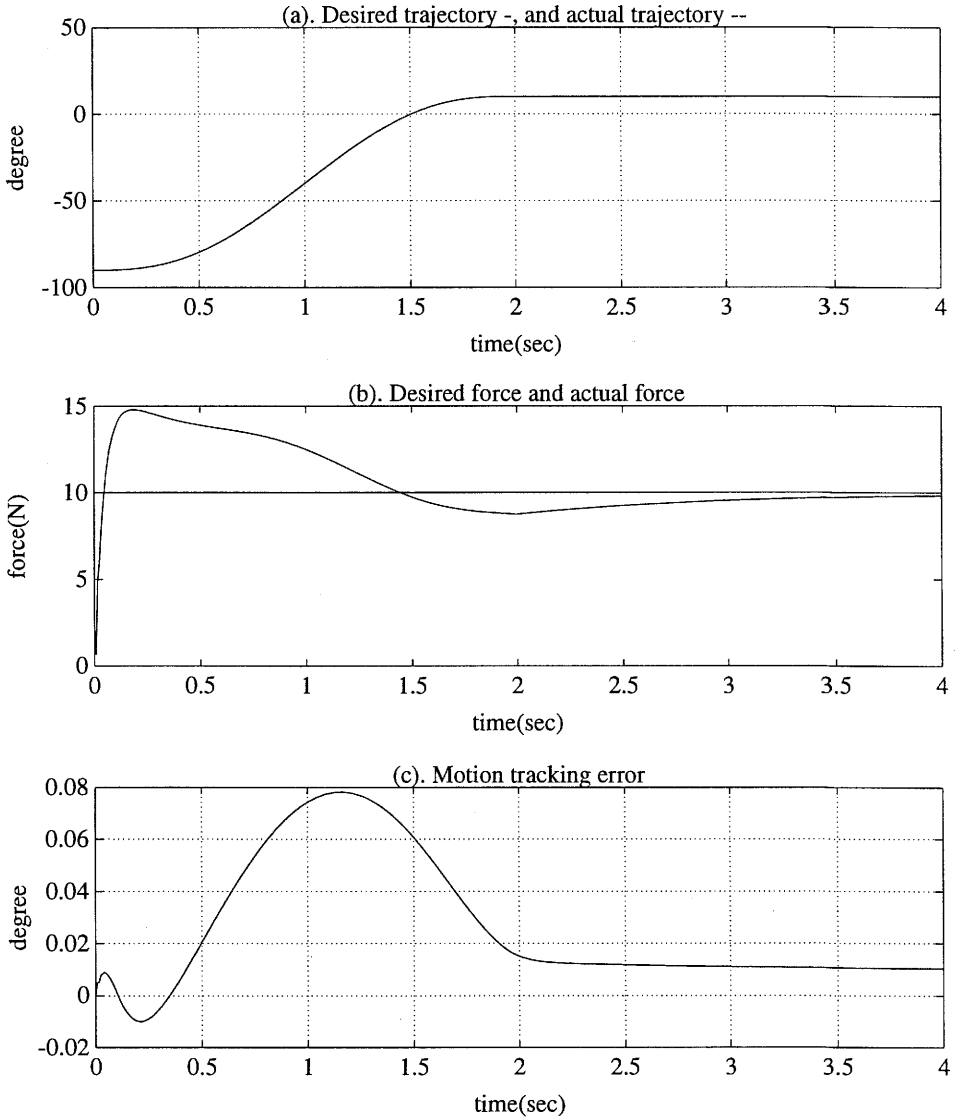 (a). Desired trajectory -, and actual trajectory --
50
0
-50
-100
degree
0 0.5 1 1.5 2 2.5 3 3.5 4
time(sec)
(b). Desired force and actual force
15
10
5
0
force(N)
0 0.5 1 1.5 2 2.5 3 3.5 4
time(sec)
(c). Motion tracking error
0.08
0.06
0.04
0.02
0
-0.02
degree
0 0.5 1 1.5 2 2.5 3 3.5 4
time(sec)